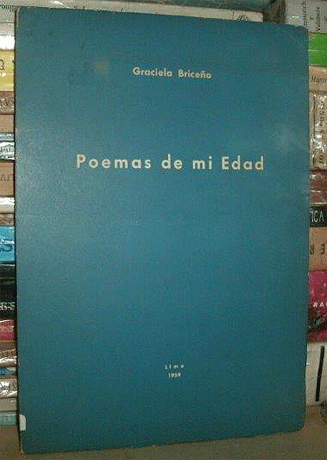 Graciela Briceño
Poemas de mi Edad
Lima
1959